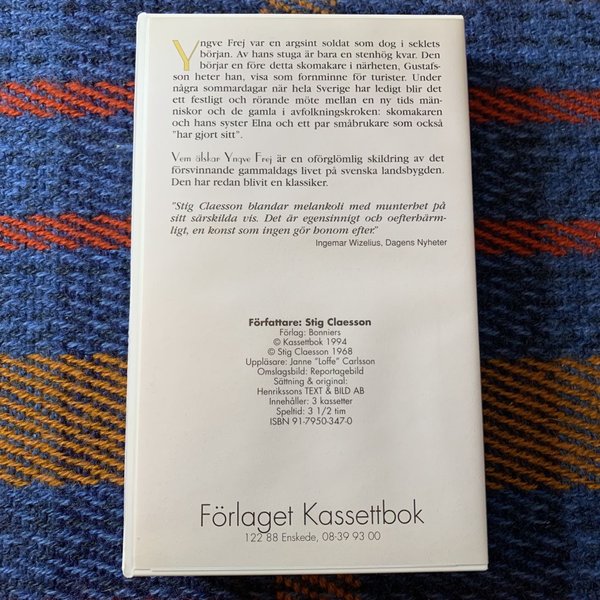 Yngve Frej var en argsint soldat som dog i seklets
början. Av hans stuga är bara en stenhög kvar. Den
börjar en före detta skomakare i närheten, Gustafs-
son heter han, visa som fornminne för turister. Under
några sommardagar när hela Sverige har ledigt blir det
ett festligt och rörande möte mellan en ny tids män-
niskor och de gamla i avfolkningskroken: skomakaren
och hans syster Elna och ett par småbrukare som också
"har gjort sitt".
Vem älskar Yngve Frej är en oförglömlig skildring av det
försvinnande gammaldags livet på svenska landsbygden.
Den har redan blivit en klassiker.
"Stig Claesson blandar melankoli med munterhet på
sitt särskilda vis. Det är egensinnigt och oefterhärm-
ligt, en konst som ingen gör honom efter."
Ingemar Wizelius, Dagens Nyheter
Författare: Stig Claesson
Förlag: Bonniers
© Kassettbok 1994
© Stig Claesson 1968
Uppläsare: Janne "Loffe" Carlsson
Omslagsbild: Reportagebild
Sättning & original:
Henrikssons TEXT & BILD AB
Innehåller: 3 kassetter
Speltid: 3 1/2 tim
ISBN 91-7950-347-0
Förlaget Kassettbok
122 88 Enskede, 08-39 93 00